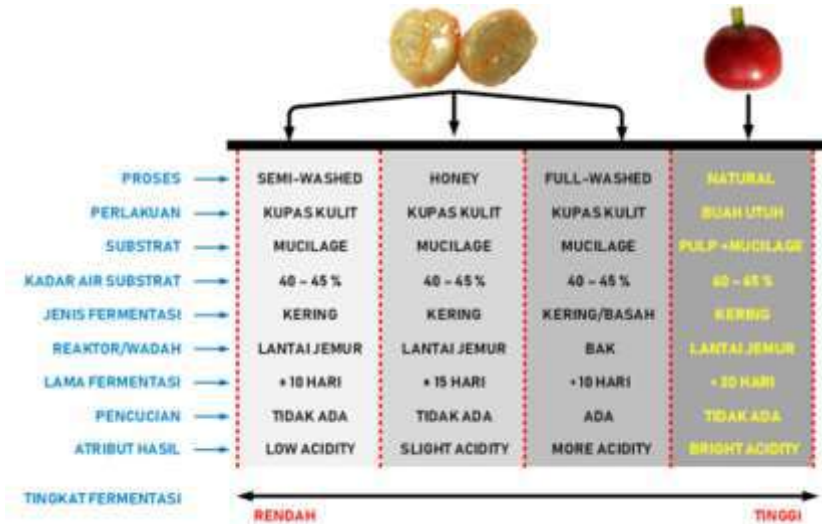 PROSES SEMI-WASHED HONEY FULL-WASHED NATURAL
PERLAKUAN KUPAS KULIT KUPAS KULIT KUPAS KULIT BUAH UTUH
SUBSTRAT MUCILAGE MUCILAGE MUCILAGE PULP +MUCILAGE
KADAR AIR SUBSTRAT 40 – 45 % 40 – 45 % 40 – 45 % 60 – 65 %
JENIS FERMENTASI KERING KERING KERING/BASAH KERING
REAKTOR/WADAH LANTAI JEMUR LANTAI JEMUR BAK LANTAI JEMUR
LAMA FERMENTASI ± 10 HARI ± 15 HARI ± 10 HARI ± 20 HARI
PENCUCIAN TIDAK ADA TIDAK ADA ADA TIDAK ADA
ATRIBUT HASIL LOW ACIDITY SLIGHT ACIDITY MORE ACIDITY BRIGHT ACIDITY
TINGKAT FERMENTASI
RENDAH TINGGI